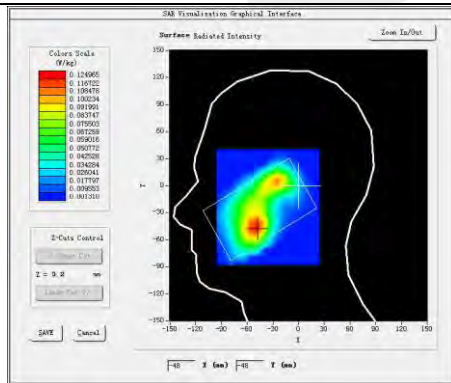 SAR Visualisation Graphical Interface
Surface Radiated Intensity
Zoom In/Out
Colors Scale
(W/kg)
0.124965
0.116722
0.108478
0.100234
0.091991
0.083747
0.075503
0.067259
0.059016
0.050772
0.042528
0.034284
0.026041
0.017797
0.009553
0.001310
Z-Cuts Control
Z = 3.2 mm
SAVE
Cancel
150
120
90
60
30
0
-30
-60
-90
-120
-150
Y
-150 -120 -90 -60 -30 0 30 60 90 120 150
X
-48 X (mm) -48 Y (mm)